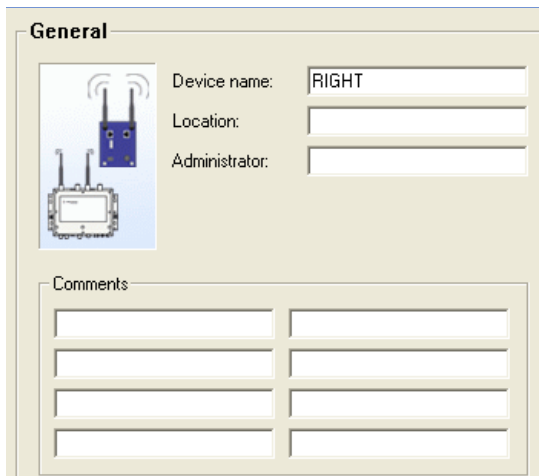 General
Device name: RIGHT
Location:
Administrator:
Comments